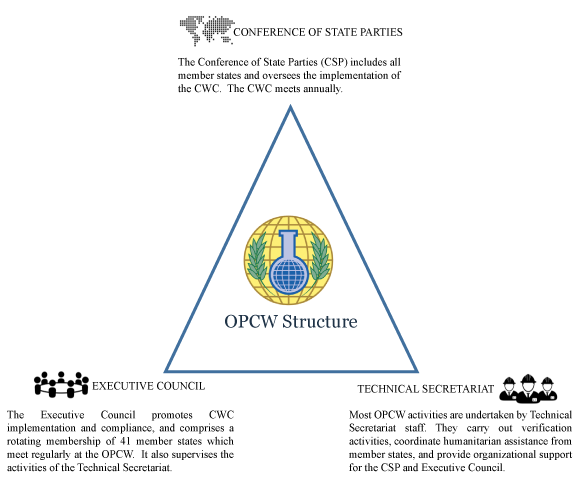 CONFERENCE OF STATE PARTIES
The Conference of State Parties (CSP) includes all
member states and oversees the implementation of
the CWC. The CWC meets annually.
OPCW Structure
EXECUTIVE COUNCIL
The Executive Council promotes CWC
implementation and compliance, and comprises a
rotating membership of 41 member states which
meet regularly at the OPCW. It also supervises the
activities of the Technical Secretariat.
TECHNICAL SECRETARIAT
Most OPCW activities are undertaken by Technical
Secretariat staff. They carry out verification
activities, coordinate humanitarian assistance from
member states, and provide organizational support
for the CSP and Executive Council.